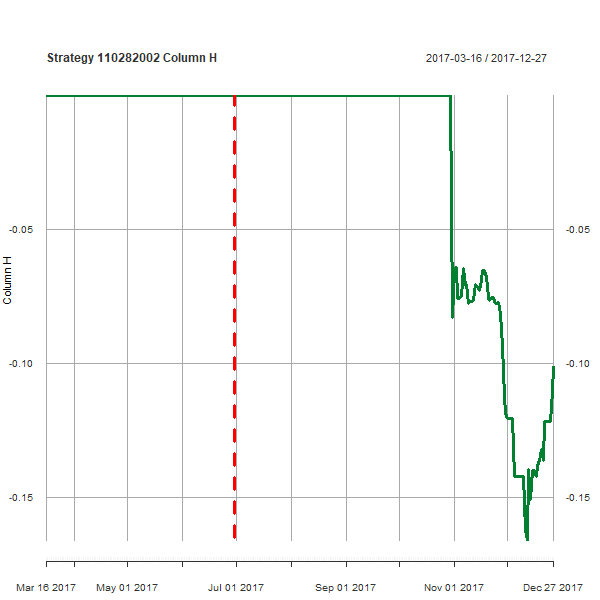 Strategy 110282002 Column H
2017-03-16 / 2017-12-27
-0.05
-0.05
Column H
-0.10
-0.10
-0.15
-0.15
Mar 16 2017
May 01 2017
Jul 01 2017
Sep 01 2017
Nov 01 2017
Dec 27 2017